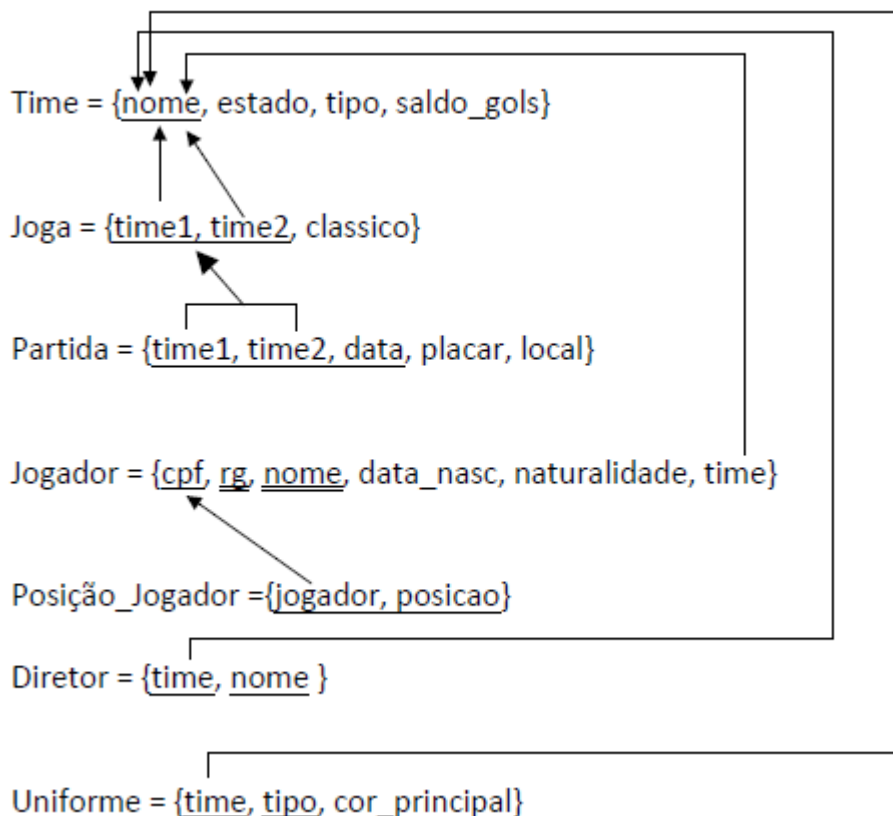 Time = {nome, estado, tipo, saldo_gols}
Joga = {time1, time2, classico}
Partida = {time1, time2, data, placar, local}
Jogador = {cpf, rg, nome, data_nasc, naturalidade, time}
Posição_Jogador ={jogador, posicao}
Diretor = {time, nome }
Uniforme = {time, tipo, cor_principal}